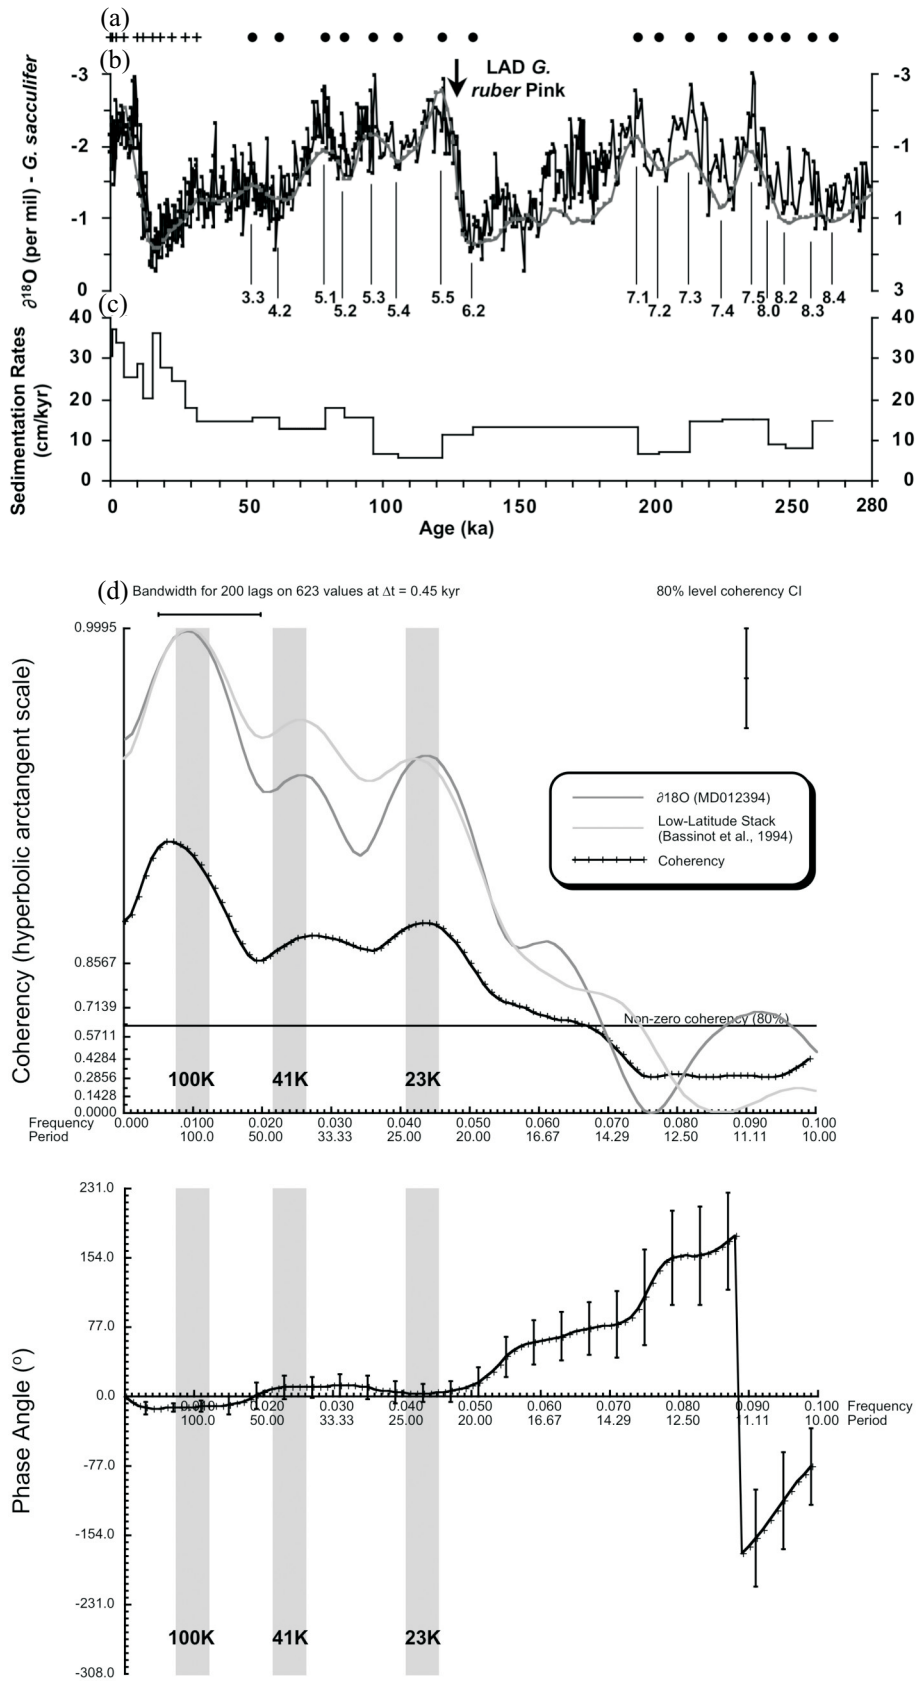 (a)
(b)
LAD G.
ruber Pink
∂18O (per mil) - G. sacculifer
-3
-2
-1
0
-3
-1
1
3
3.3
4.2
5.1
5.2
5.3
5.4
5.5
6.2
7.1
7.2
7.3
7.4
7.5
8.0
8.2
8.3
8.4
(c)
Sedimentation Rates
(cm/kyr)
40
30
20
10
0
40
30
20
10
0
0 50 100 150 200 250 280
Age (ka)
(d) Bandwidth for 200 lags on 623 values at Δt = 0.45 kyr
80% level coherency CI
Coherency (hyperbolic arctangent scale)
0.9995
0.8567
0.7139
0.5711
0.4284
0.2856
0.1428
0.0000
∂18O (MD012394)
Low-Latitude Stack
(Bassinot et al., 1994)
Coherency
Non-zero coherency (80%)
100K 41K 23K
Frequency 0.000 .0100 0.020 0.030 0.040 0.050 0.060 0.070 0.080 0.090 0.100
Period 100.0 50.00 33.33 25.00 20.00 16.67 14.29 12.50 11.11 10.00
Phase Angle (º)
231.0
154.0
77.0
0.0
-77.0
-154.0
-231.0
-308.0
0.010 0.020 0.030 0.040 0.050 0.060 0.070 0.080 0.090 0.100 Frequency
100.0 50.00 33.33 25.00 20.00 16.67 14.29 12.50 11.11 10.00 Period
100K 41K 23K